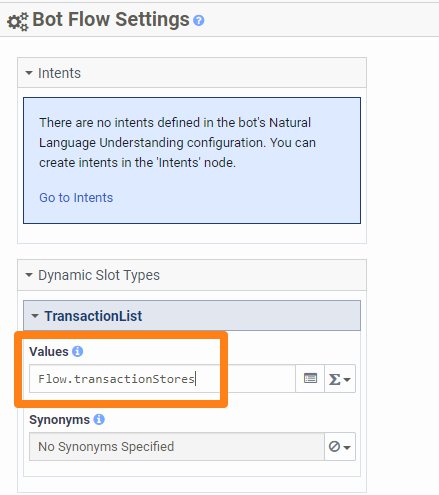 Bot Flow Settings
Intents
There are no intents defined in the bot's Natural
Language Understanding configuration. You can
create intents in the 'Intents' node.
Go to Intents
Dynamic Slot Types
TransactionList
Values
Flow.transactionStores
Σ
Synonyms
No Synonyms Specified